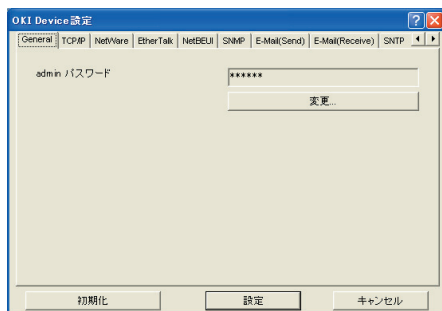 OKI Device設定
General TCP/IP NetWare EtherTalk NetBEUI SNMP E-Mail(Send) E-Mail(Receive) SNTP
admin パスワード ******
変更...
初期化 設定 キャンセル